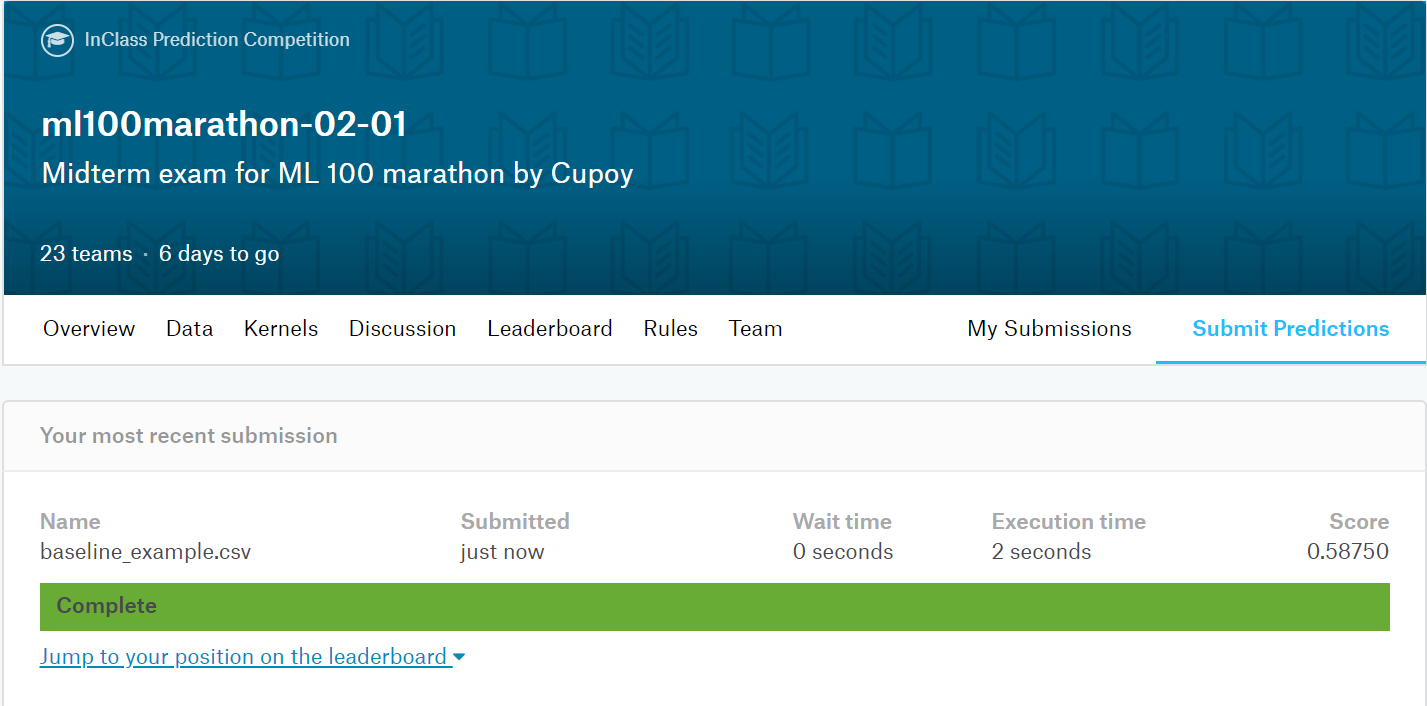 InClass Prediction Competition
ml100marathon-02-01
Midterm exam for ML 100 marathon by Cupoy
23 teams · 6 days to go
Overview Data Kernels Discussion Leaderboard Rules Team My Submissions Submit Predictions
Your most recent submission
Name Submitted Wait time Execution time Score
baseline_example.csv just now 0 seconds 2 seconds 0.58750
Complete
Jump to your position on the leaderboard